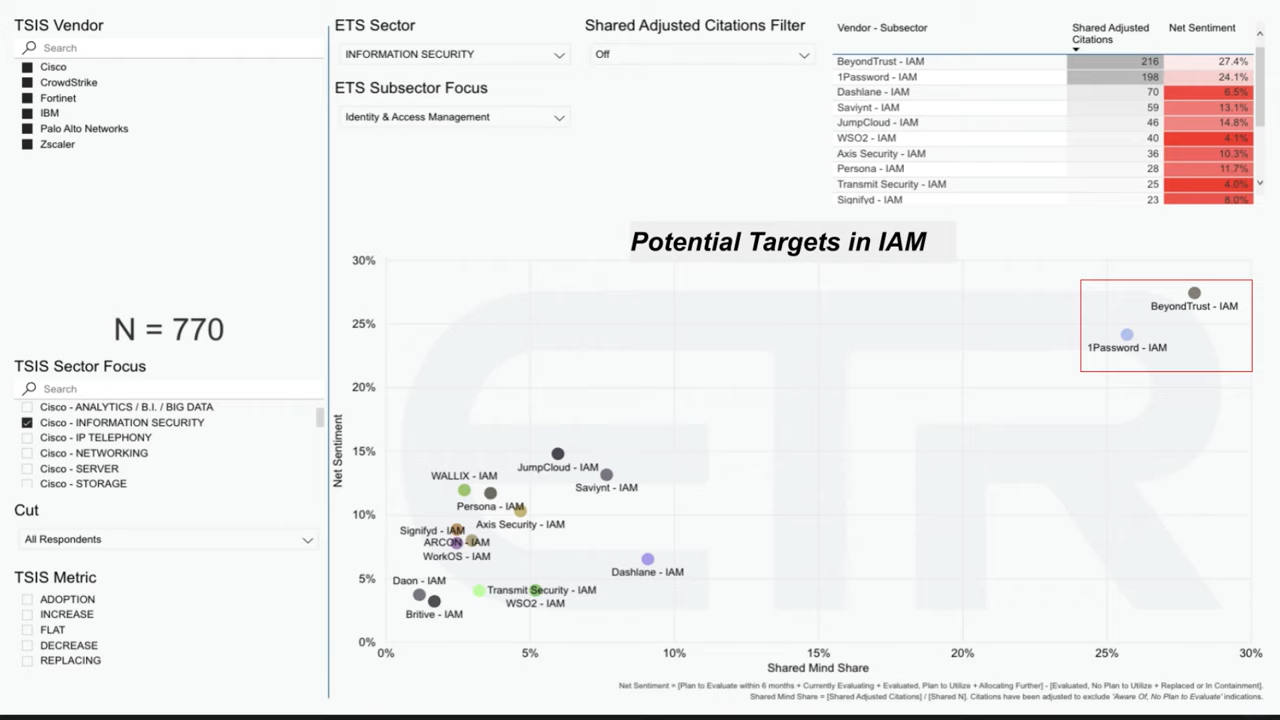 TSIS Vendor
Search
Cisco
CrowdStrike
Fortinet
IBM
Palo Alto Networks
Zscaler
N = 770
TSIS Sector Focus
Search
Cisco - ANALYTICS / B.I. / BIG DATA
Cisco - INFORMATION SECURITY
Cisco - IP TELEPHONY
Cisco - NETWORKING
Cisco - SERVER
Cisco - STORAGE
Cut
All Respondents
TSIS Metric
ADOPTION
INCREASE
FLAT
DECREASE
REPLACING
ETS Sector
INFORMATION SECURITY
ETS Subsector Focus
Identity & Access Management
Shared Adjusted Citations Filter
Off
Vendor - Subsector Shared Adjusted Citations Net Sentiment
BeyondTrust - IAM 216 27.4%
1Password - IAM 198 24.1%
Dashlane - IAM 70 6.5%
Saviynt - IAM 59 13.1%
JumpCloud - IAM 46 14.8%
WSO2 - IAM 40 4.1%
Axis Security - IAM 36 10.3%
Persona - IAM 28 11.7%
Transmit Security - IAM 25 4.0%
Signifyd - IAM 23 8.0%
Potential Targets in IAM
ETR
Net Sentiment
30%
25%
20%
15%
10%
5%
0%
BeyondTrust - IAM
1Password - IAM
JumpCloud - IAM
WALLIX - IAM
Saviynt - IAM
Persona - IAM
Axis Security - IAM
Signifyd - IAM
ARCON - IAM
WorkOS - IAM
Dashlane - IAM
Daon - IAM
Transmit Security - IAM
WSO2 - IAM
Britive - IAM
0% 5% 10% 15% 20% 25% 30%
Shared Mind Share
Net Sentiment = [Plan to Evaluate within 6 months + Currently Evaluating + Evaluated, Plan to Utilize + Allocating Further] - [Evaluated, No Plan to Utilize + Replaced or In Containment].
Shared Mind Share = [Shared Adjusted Citations] / [Shared N]. Citations have been adjusted to exclude 'Aware Of, No Plan to Evaluate' indications.